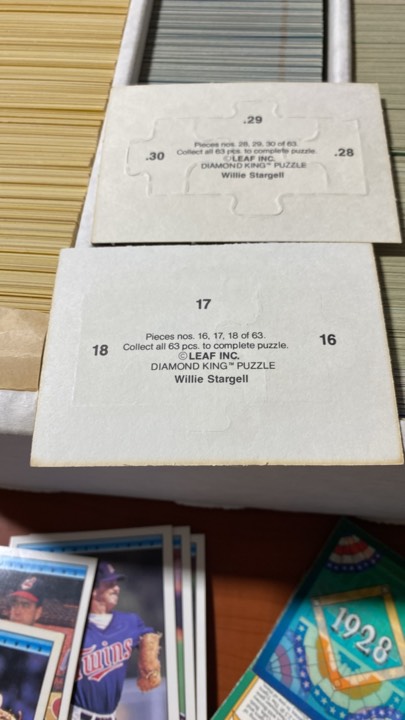 .29
Pieces nos. 28, 29, 30 of 63.
.30 Collect all 63 pcs. to complete puzzle. .28
©LEAF INC.
DIAMOND KING™ PUZZLE
Willie Stargell
17
Pieces nos. 16, 17, 18 of 63.
18 Collect all 63 pcs. to complete puzzle. 16
©LEAF INC.
DIAMOND KING™ PUZZLE
Willie Stargell
Twins
1928